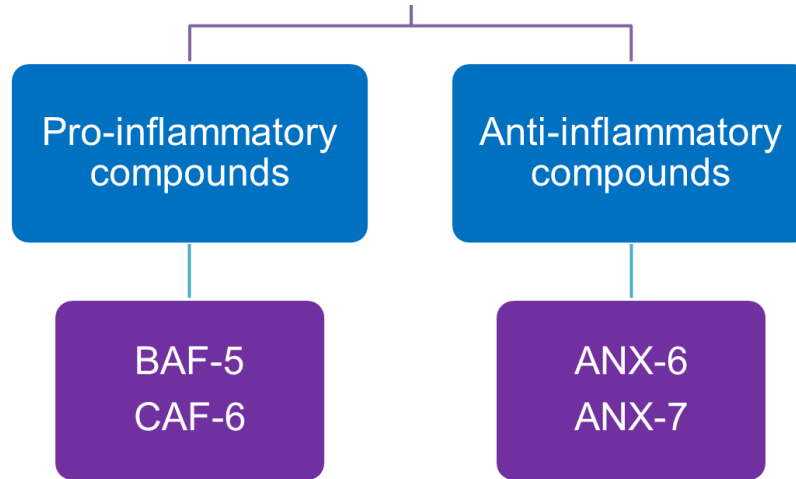 Pro-inflammatory
compounds
Anti-inflammatory
compounds
BAF-5
CAF-6
ANX-6
ANX-7